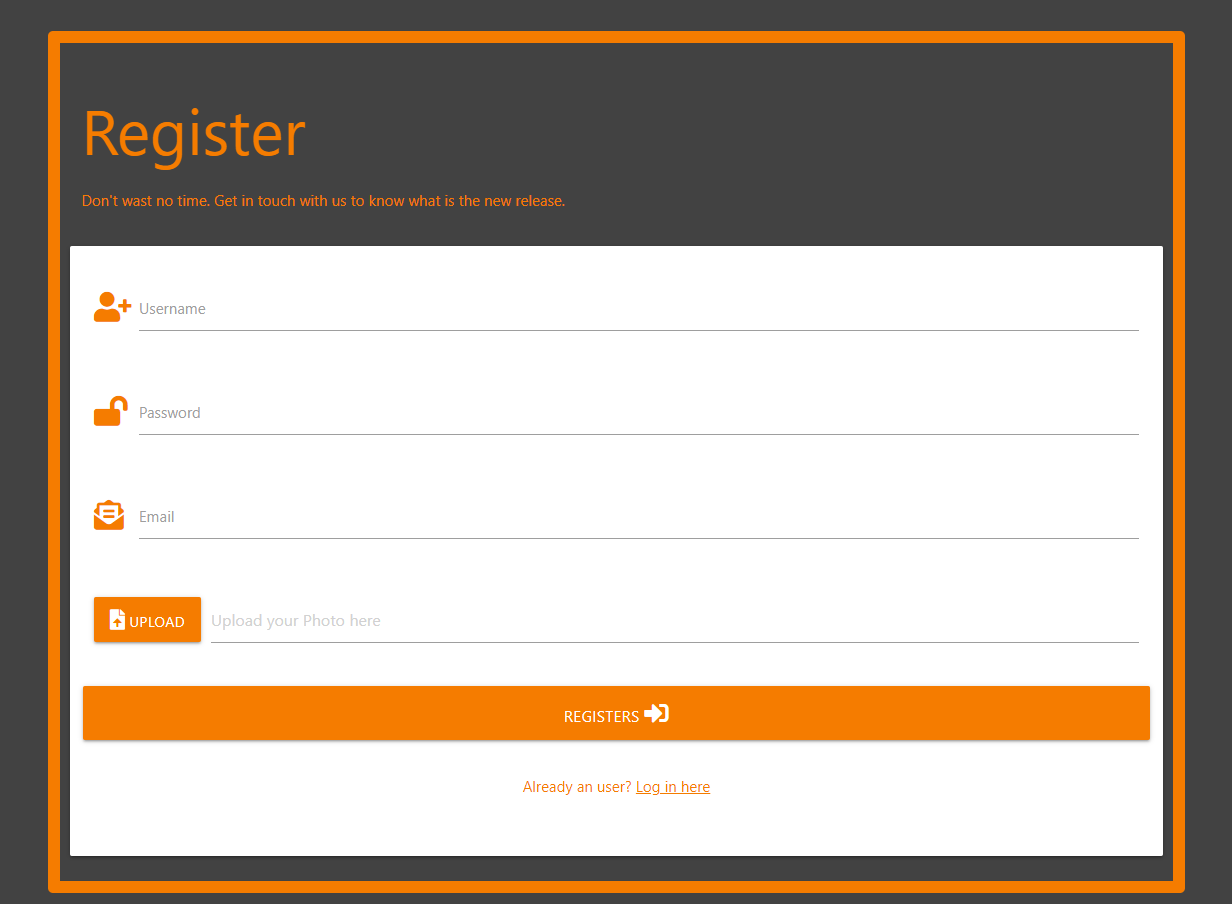 Register
Don't wast no time. Get in touch with us to know what is the new release.
Username
Password
Email
UPLOAD Upload your Photo here
REGISTERS
Already an user? Log in here